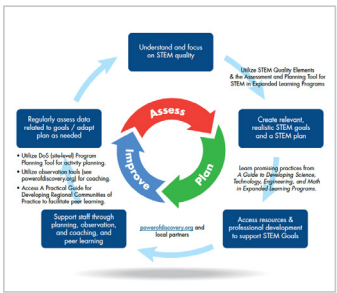 Understand and focus
on STEM quality
Utilize STEM Quality Elements
& the Assessment and Planning Tool for
STEM in Expanded Learning Programs.
Create relevant,
realistic STEM goals
and a STEM plan
Learn promising practices from
A Guide to Developing Science,
Technology, Engineering, and Math
in Expanded Learning Programs.
Access resources &
professional development
to support STEM Goals
powerofdiscovery.org and
local partners
Support staff through
planning, observation,
and coaching, and
peer learning
Regularly assess data
related to goals / adapt
plan as needed
• Utilize DoS (site-level) Program
Planning Tool for activity planning.
• Utilize observation tools (see
powerofdiscovery.org) for coaching.
• Access A Practical Guide for
Developing Regional Communities of
Practice to facilitate peer learning.
Assess
Plan
Improve